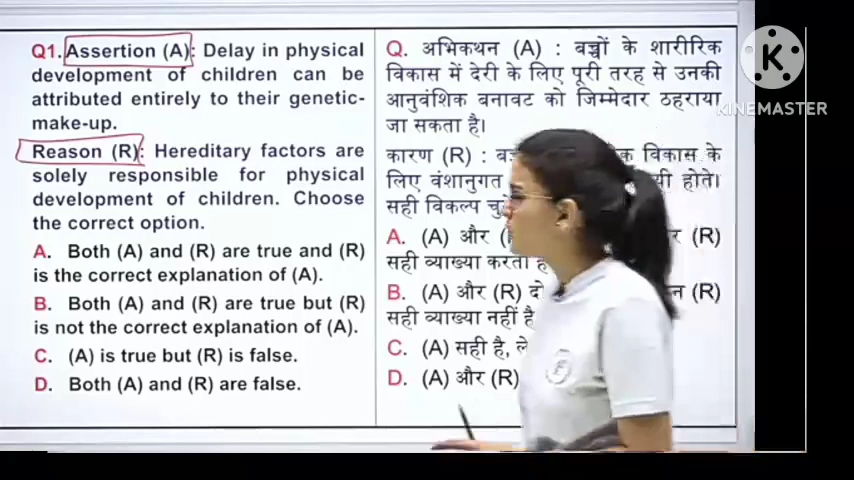 Q1. Assertion (A): Delay in physical
development of children can be
attributed entirely to their genetic-
make-up.
Reason (R): Hereditary factors are
solely responsible for physical
development of children. Choose
the correct option.
A. Both (A) and (R) are true and (R)
is the correct explanation of (A).
B. Both (A) and (R) are true but (R)
is not the correct explanation of (A).
C. (A) is true but (R) is false.
D. Both (A) and (R) are false.
Q. अभिकथन (A) : बच्चों के शारीरिक
विकास में देरी के लिए पूरी तरह से उनकी
आनुवंशिक बनावट को जिम्मेदार ठहराया
जा सकता है।
कारण (R) : विकास के
लिए वंशानुगत होते।
सही विकल्प
A. (A) और (R)
सही व्याख्या करता
B. (A) और (R) (R)
सही व्याख्या नहीं
C. (A) सही है,
D. (A) और (R)
K
KINEMASTER